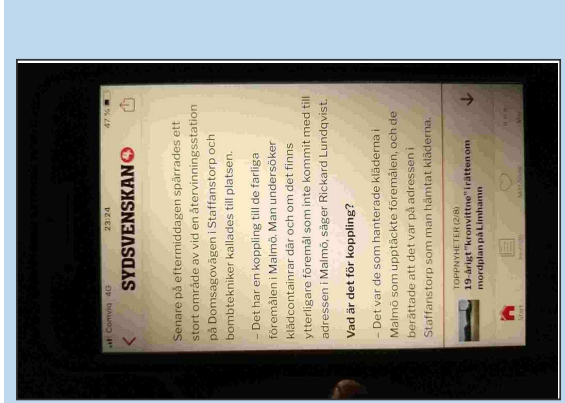 Comviq 4G 23:24 47 %
SYDSVENSKAN
Senare på eftermiddagen spärrades ett
stort område av vid en återvinningsstation
på Domsagovägen i Staffanstorp och
bombtekniker kallades till platsen.
– Det har en koppling till de farliga
föremålen i Malmö. Man undersöker
klädcontainrar där och om det finns
ytterligare föremål som inte kommit med till
adressen i Malmö, säger Rickard Lundqvist.
Vad är det för koppling?
– Det var de som hanterade kläderna i
Malmö som upptäckte föremålen, och de
berättade att det var på adressen i
Staffanstorp som man hämtat kläderna.
TOPPNYHETER (2/8)
19-årigt "kronvittne" i rätten om
mordplan på Limhamn
Start